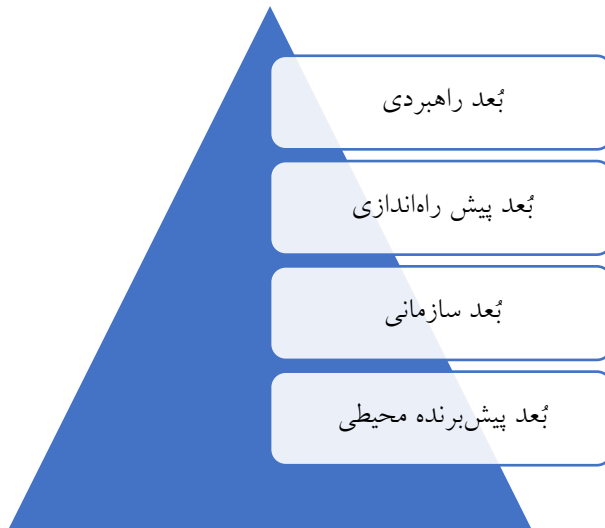 بُعد راهبردی
بُعد پیش راه‌اندازی
بُعد سازمانی
بُعد پیش‌برنده محیطی